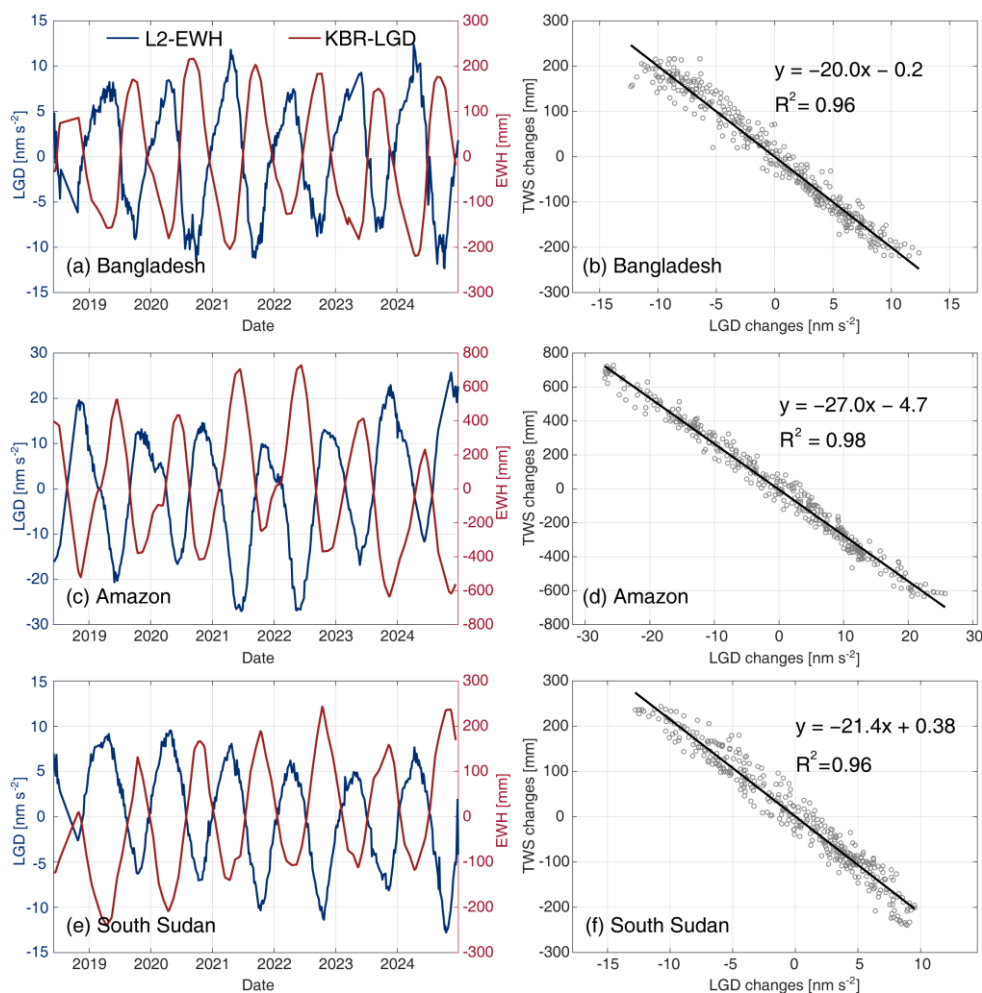 L2-EWH KBR-LGD
LGD [nm s⁻²]
15
10
5
0
-5
-10
-15
EWH [mm]
300
200
100
0
-100
-200
-300
(a) Bangladesh
2019 2020 2021 2022 2023 2024
Date
TWS changes [mm]
300
200
100
0
-100
-200
-300
y = −20.0x − 0.2
R² = 0.96
(b) Bangladesh
-15 -10 -5 0 5 10 15
LGD changes [nm s⁻²]
LGD [nm s⁻²]
30
20
10
0
-10
-20
-30
EWH [mm]
800
600
400
200
0
-200
-400
-600
-800
(c) Amazon
2019 2020 2021 2022 2023 2024
Date
TWS changes [mm]
800
600
400
200
0
-200
-400
-600
-800
y = −27.0x − 4.7
R² = 0.98
(d) Amazon
-30 -20 -10 0 10 20 30
LGD changes [nm s⁻²]
LGD [nm s⁻²]
15
10
5
0
-5
-10
-15
EWH [mm]
300
200
100
0
-100
-200
-300
(e) South Sudan
2019 2020 2021 2022 2023 2024
Date
TWS changes [mm]
300
200
100
0
-100
-200
-300
y = −21.4x + 0.38
R²=0.96
(f) South Sudan
-15 -10 -5 0 5 10
LGD changes [nm s⁻²]